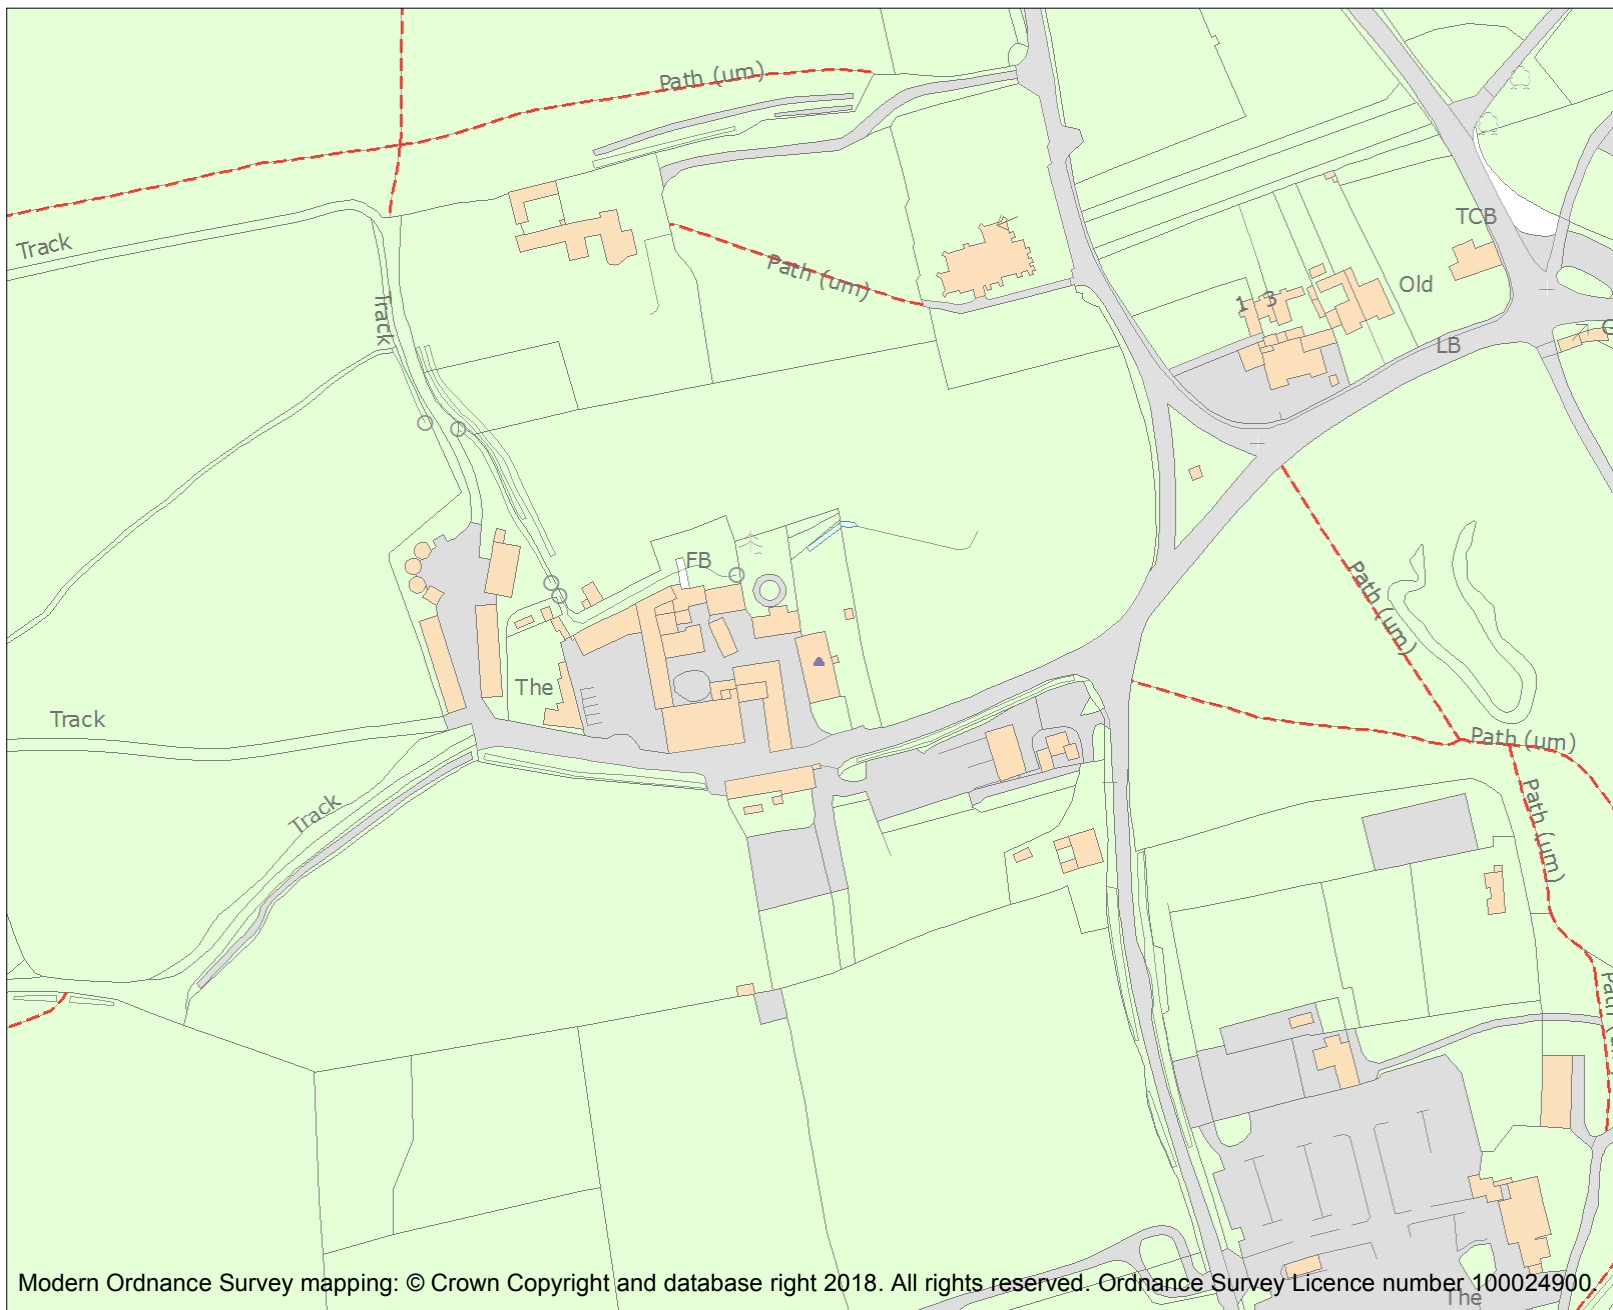 Path (um)
TCB
Track
Path (um)
Old
1 3
Track
LB
FB
Path (um)
The
Track
Path (um)
Path (um)
Track
Modern Ordnance Survey mapping: © Crown Copyright and database right 2018. All rights reserved. Ordnance Survey Licence number 100024900.
The